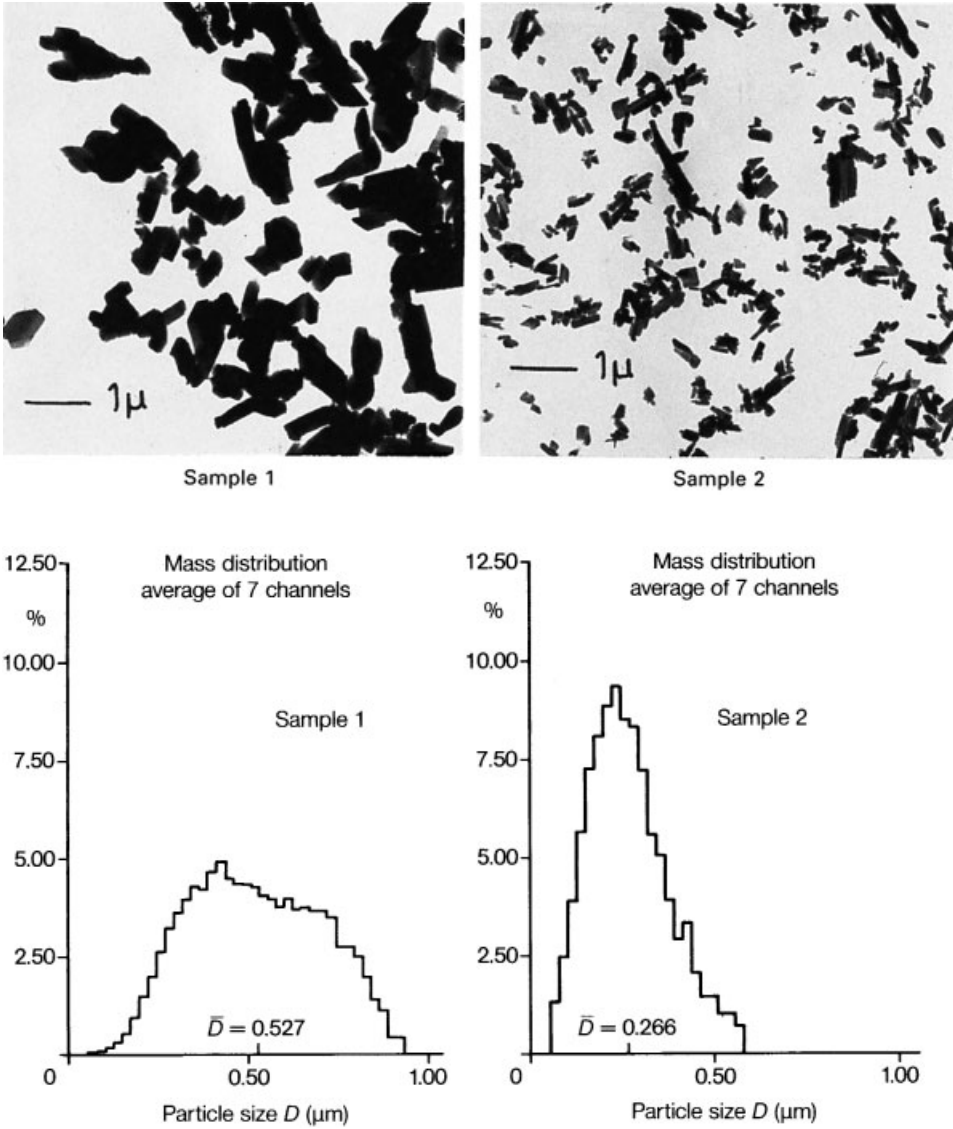 1 μ
1 μ
Sample 1
Sample 2
12.50
10.00
7.50
5.00
2.50
0
%
Mass distribution
average of 7 channels
Sample 1
D̅ = 0.527
0.50
1.00
Particle size D (μm)
12.50
10.00
7.50
5.00
2.50
0
%
Mass distribution
average of 7 channels
Sample 2
D̅ = 0.266
0.50
1.00
Particle size D (μm)